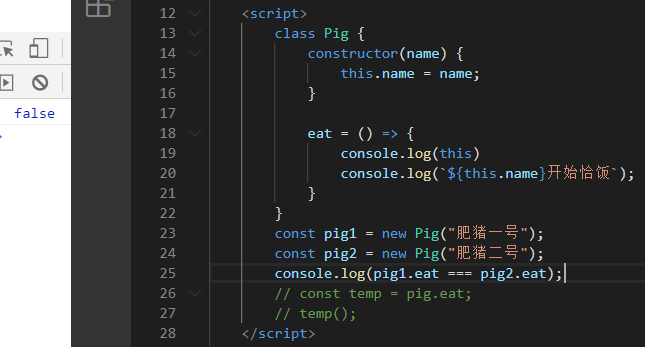 false
12 <script>
13 class Pig {
14 constructor(name) {
15 this.name = name;
16 }
17
18 eat = () => {
19 console.log(this)
20 console.log(`${this.name}开始恰饭`);
21 }
22 }
23 const pig1 = new Pig("肥猪一号");
24 const pig2 = new Pig("肥猪二号");
25 console.log(pig1.eat === pig2.eat);
26 // const temp = pig.eat;
27 // temp();
28 </script>